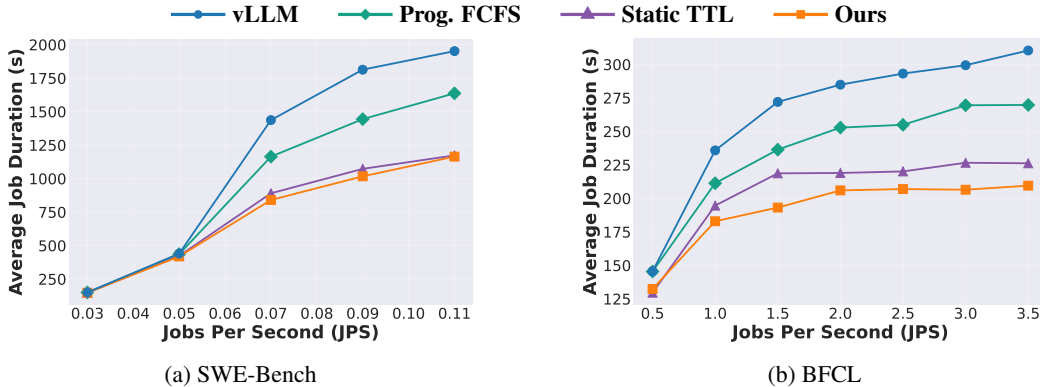 vLLM Prog. FCFS Static TTL Ours
Average Job Duration (s)
2000
1750
1500
1250
1000
750
500
250
0.03 0.04 0.05 0.06 0.07 0.08 0.09 0.10 0.11
Jobs Per Second (JPS)
(a) SWE-Bench
Average Job Duration (s)
300
275
250
225
200
175
150
125
0.5 1.0 1.5 2.0 2.5 3.0 3.5
Jobs Per Second (JPS)
(b) BFCL